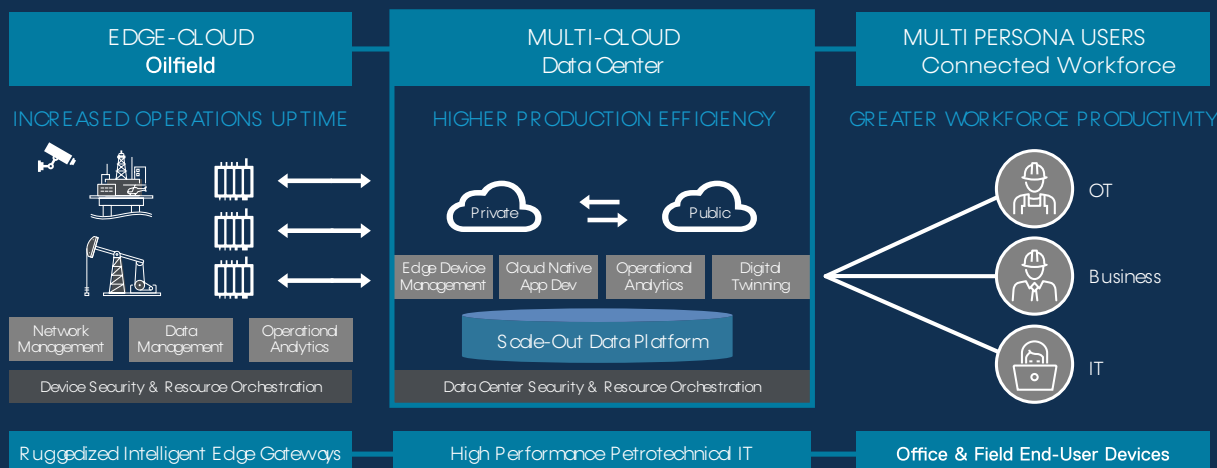 EDGE-CLOUD
Oilfield
MULTI-CLOUD
Data Center
MULTI PERSONA USERS
Connected Workforce
INCREASED OPERATIONS UPTIME
HIGHER PRODUCTION EFFICIENCY
GREATER WORKFORCE PRODUCTIVITY
Private
Public
OT
Business
IT
Edge Device
Management
Cloud Native
App Dev
Operational
Analytics
Digital
Twinning
Scale-Out Data Platform
Network
Management
Data
Management
Operational
Analytics
Device Security & Resource Orchestration
Data Center Security & Resource Orchestration
Ruggedized Intelligent Edge Gateways
High Performance Petrotechnical IT
Office & Field End-User Devices